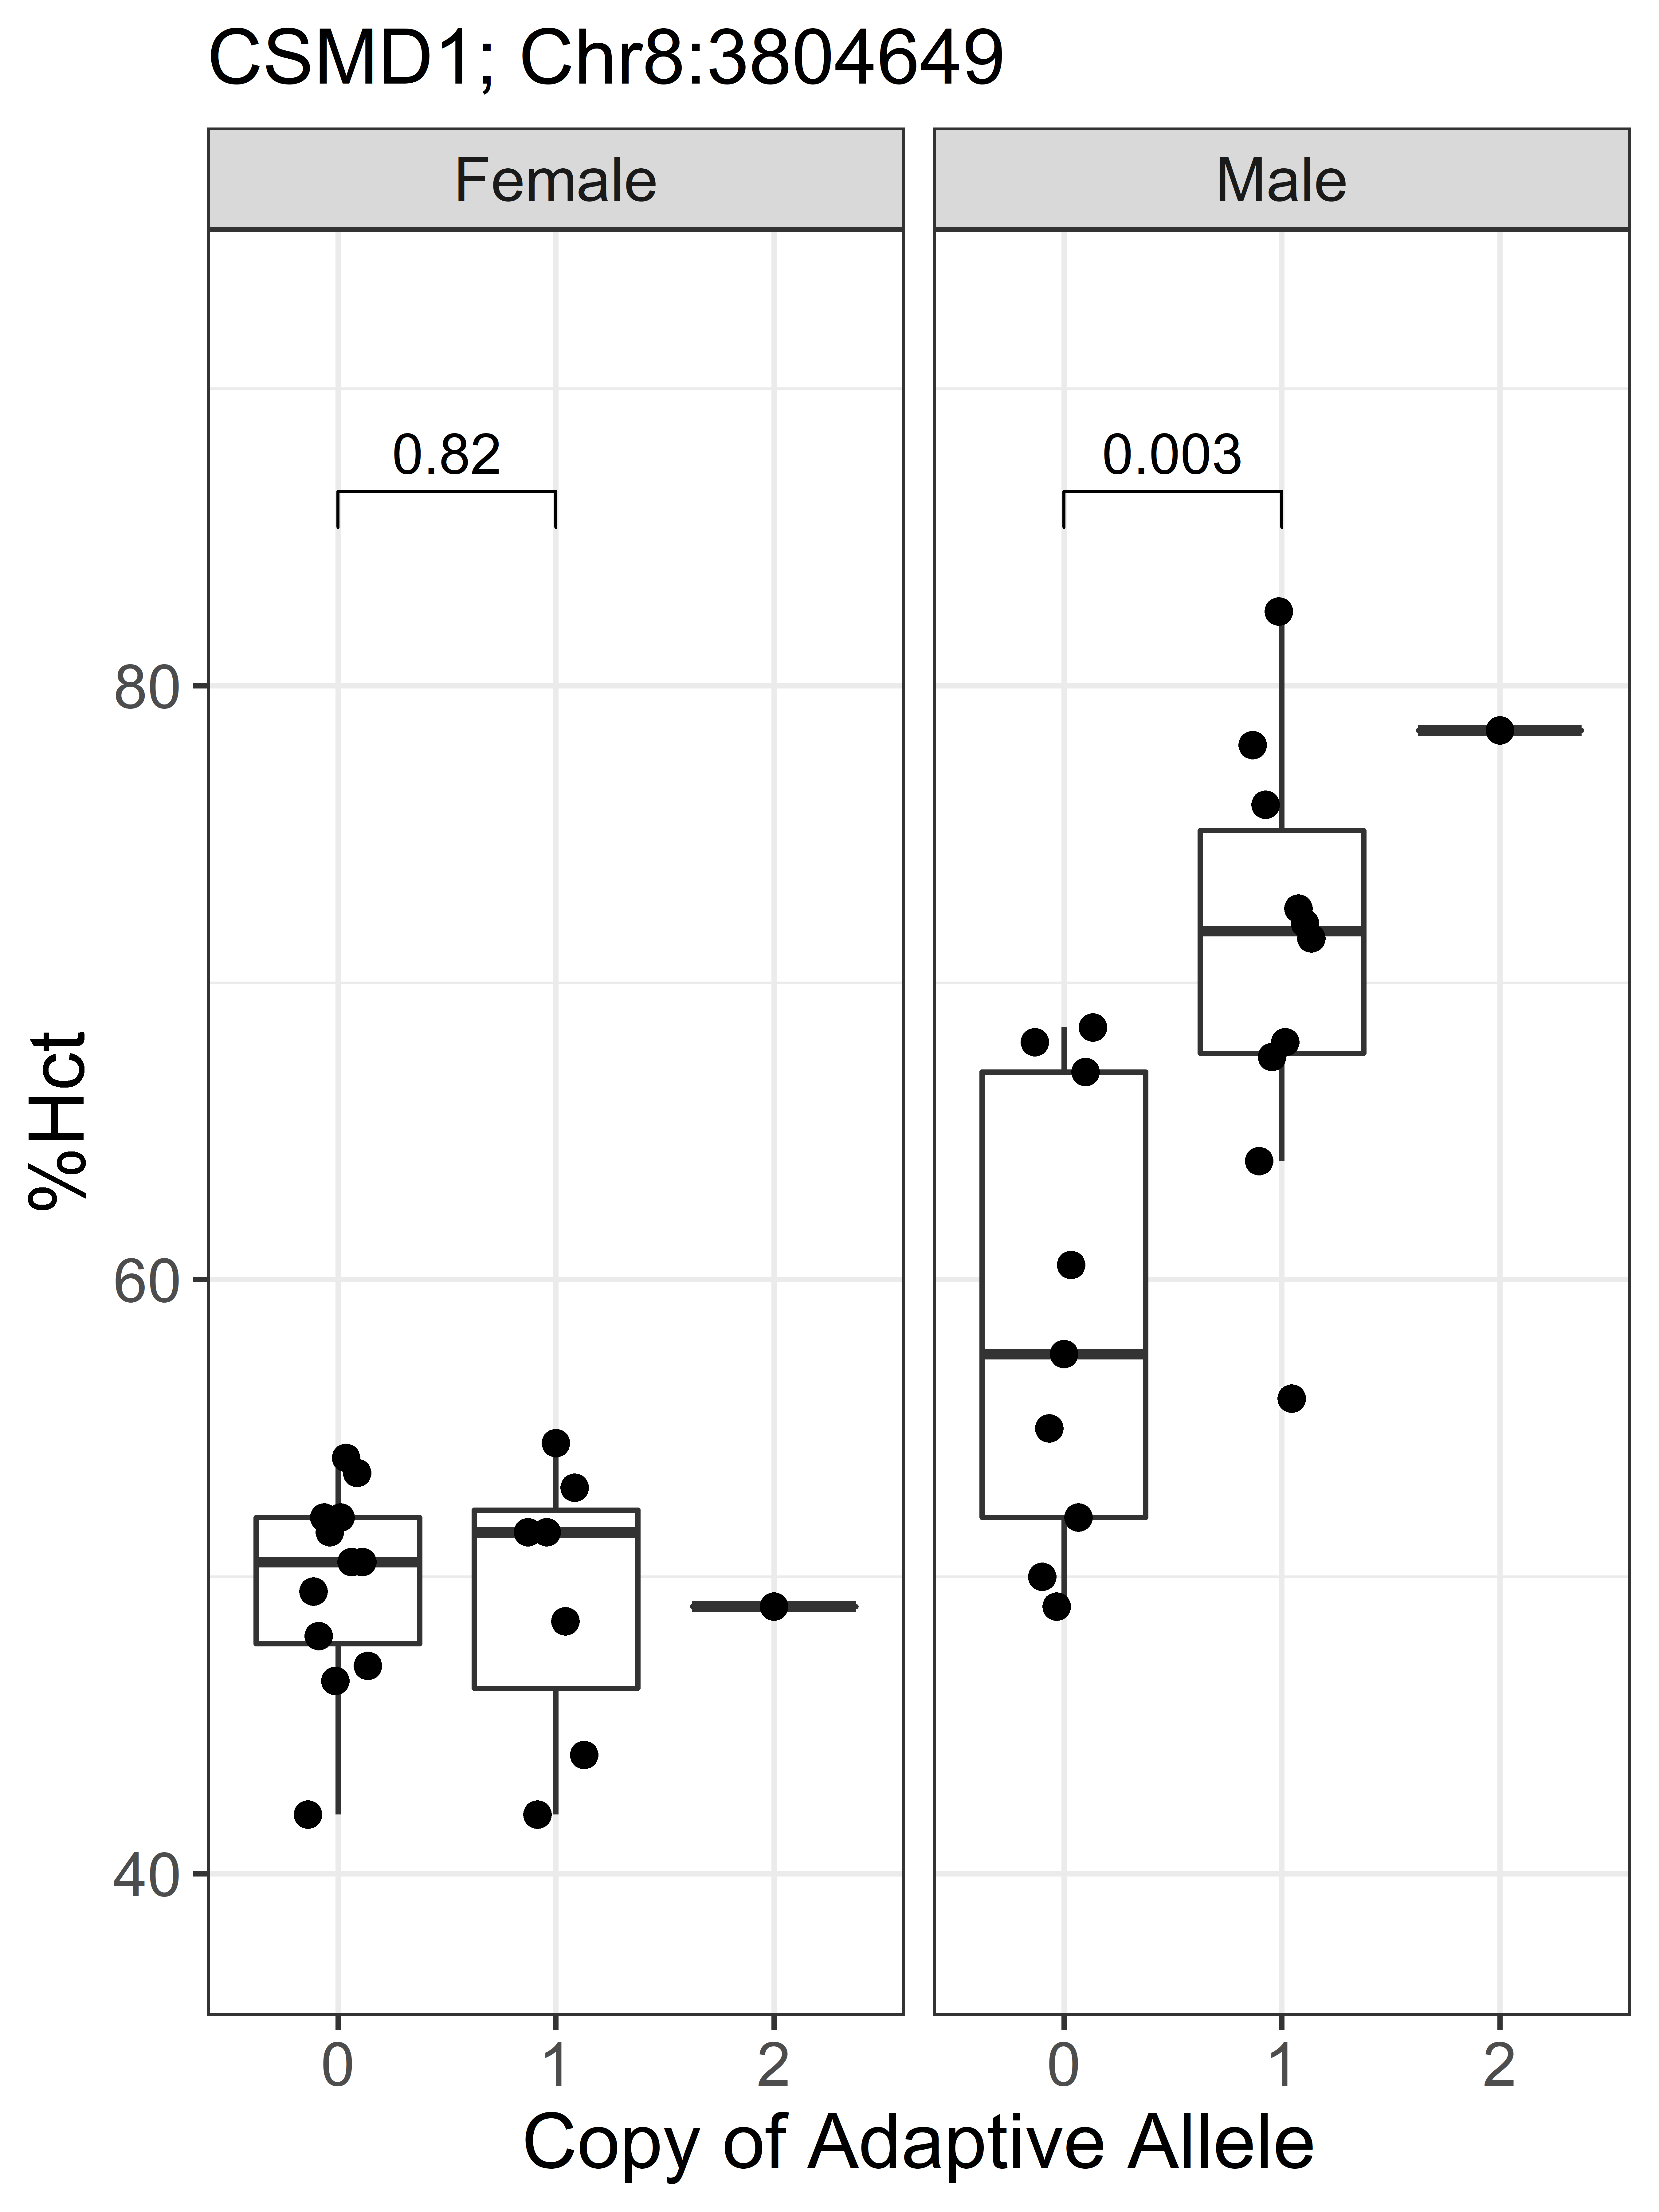 CSMD1; Chr8:3804649
Female
Male
0.82
0.003
80
60
40
%Hct
0 1 2
0 1 2
Copy of Adaptive Allele